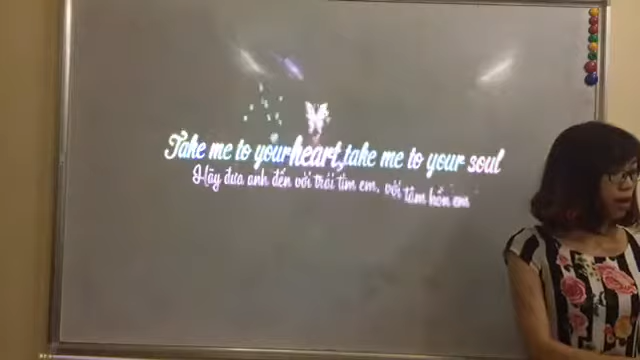 Take me to your heart, take me to your soul
Hãy đưa anh đến với trái tim em, với tâm hồn em